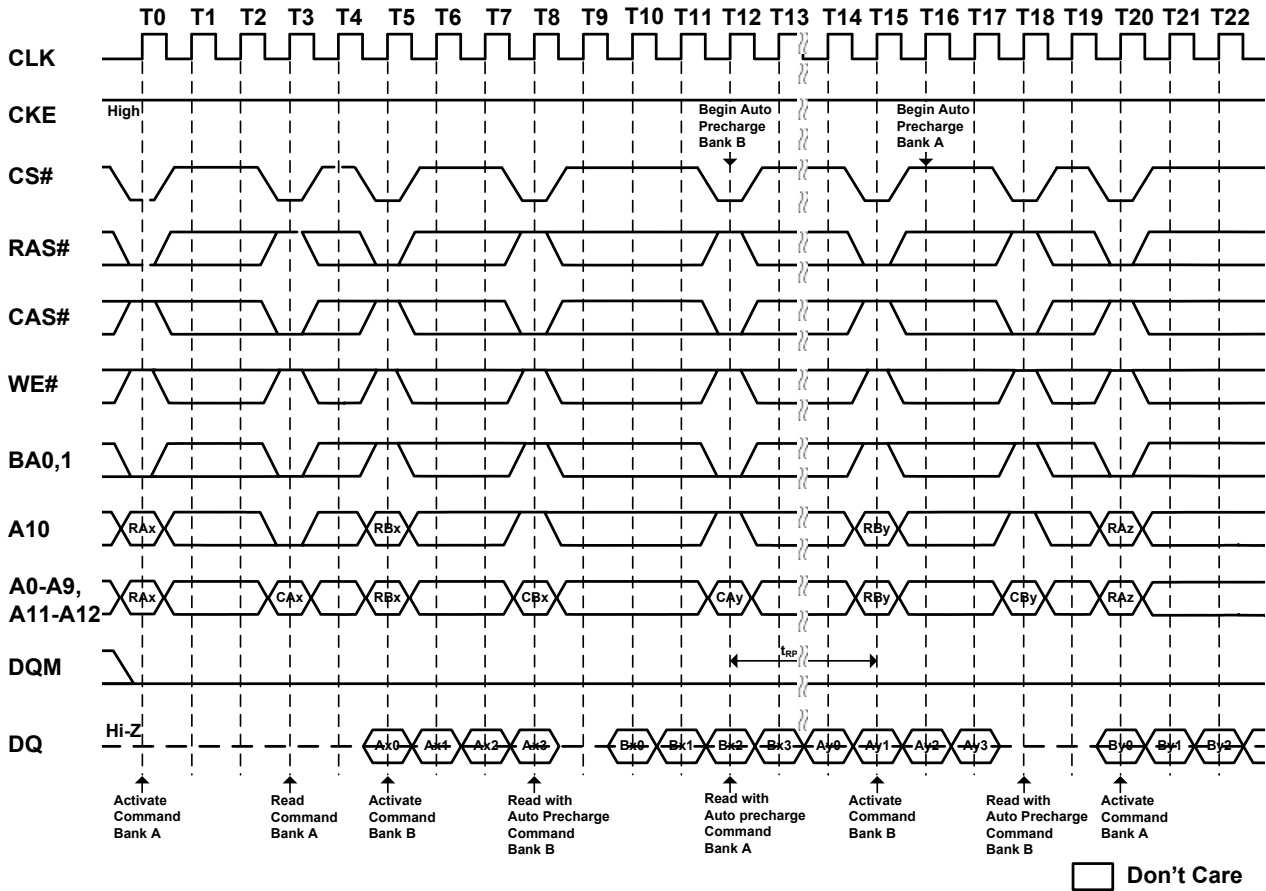 T0 T1 T2 T3 T4 T5 T6 T7 T8 T9 T10 T11 T12 T13 T14 T15 T16 T17 T18 T19 T20 T21 T22
CLK
CKE
High
Begin Auto
Precharge
Bank B
Begin Auto
Precharge
Bank A
CS#
RAS#
CAS#
WE#
BA0,1
A10
RAx RBx RBy RAz
A0-A9,
A11-A12
RAx CAx RBx CBx CAy RBy CBy RAz
DQM
tRP
DQ
Hi-Z
Ax0 Ax1 Ax2 Ax3 Bx0 Bx1 Bx2 Bx3 Ay0 Ay1 Ay2 Ay3 By0 By1 By2
Activate
Command
Bank A
Read
Command
Bank A
Activate
Command
Bank B
Read with
Auto Precharge
Command
Bank B
Read with
Auto precharge
Command
Bank A
Activate
Command
Bank B
Read with
Auto Precharge
Command
Bank B
Activate
Command
Bank A
Don't Care